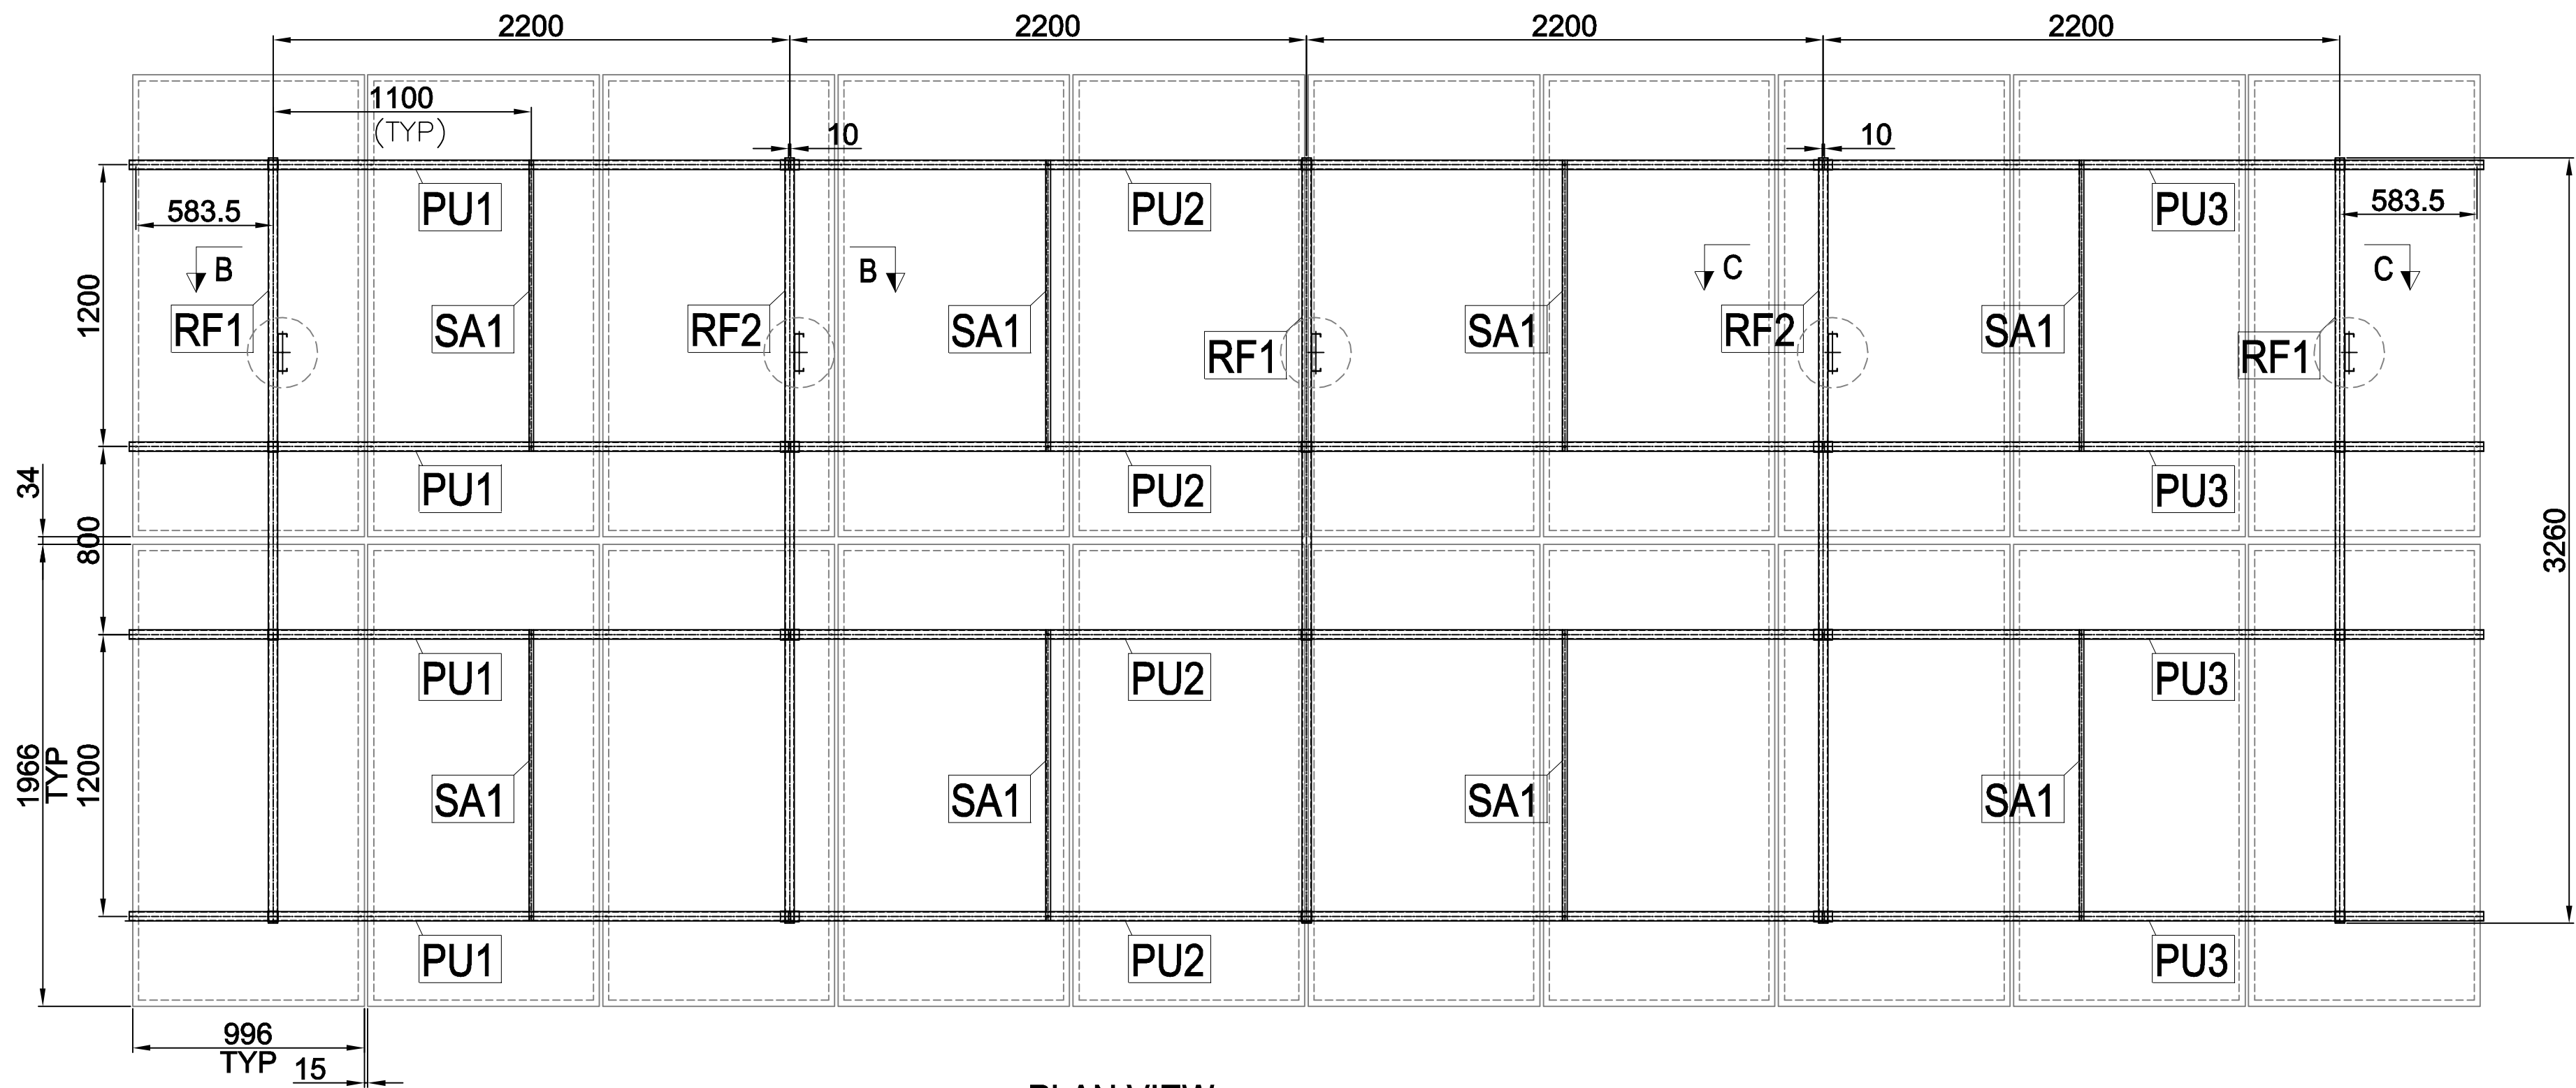 2200 2200 2200 2200
1100
(TYP)
10 10
583.5 PU1 PU2 PU3 583.5
B B C C
1200
RF1 SA1 RF2 SA1 RF1 SA1 RF2 SA1 RF1
34
PU1 PU2 PU3
800
3260
PU1 PU2 PU3
1966
TYP
1200
SA1 SA1 SA1 SA1
PU1 PU2 PU3
996
TYP
15
PLAN VIEW